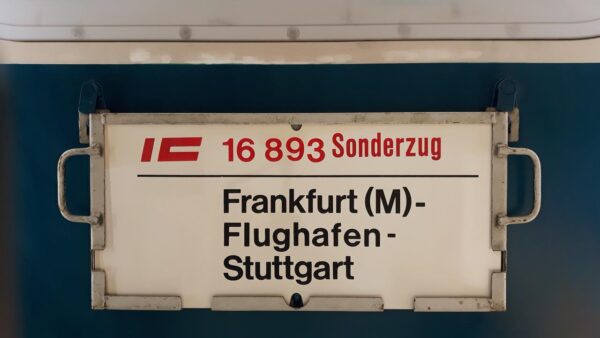 IC 16 893 Sonderzug
Frankfurt (M)-
Flughafen-
Stuttgart